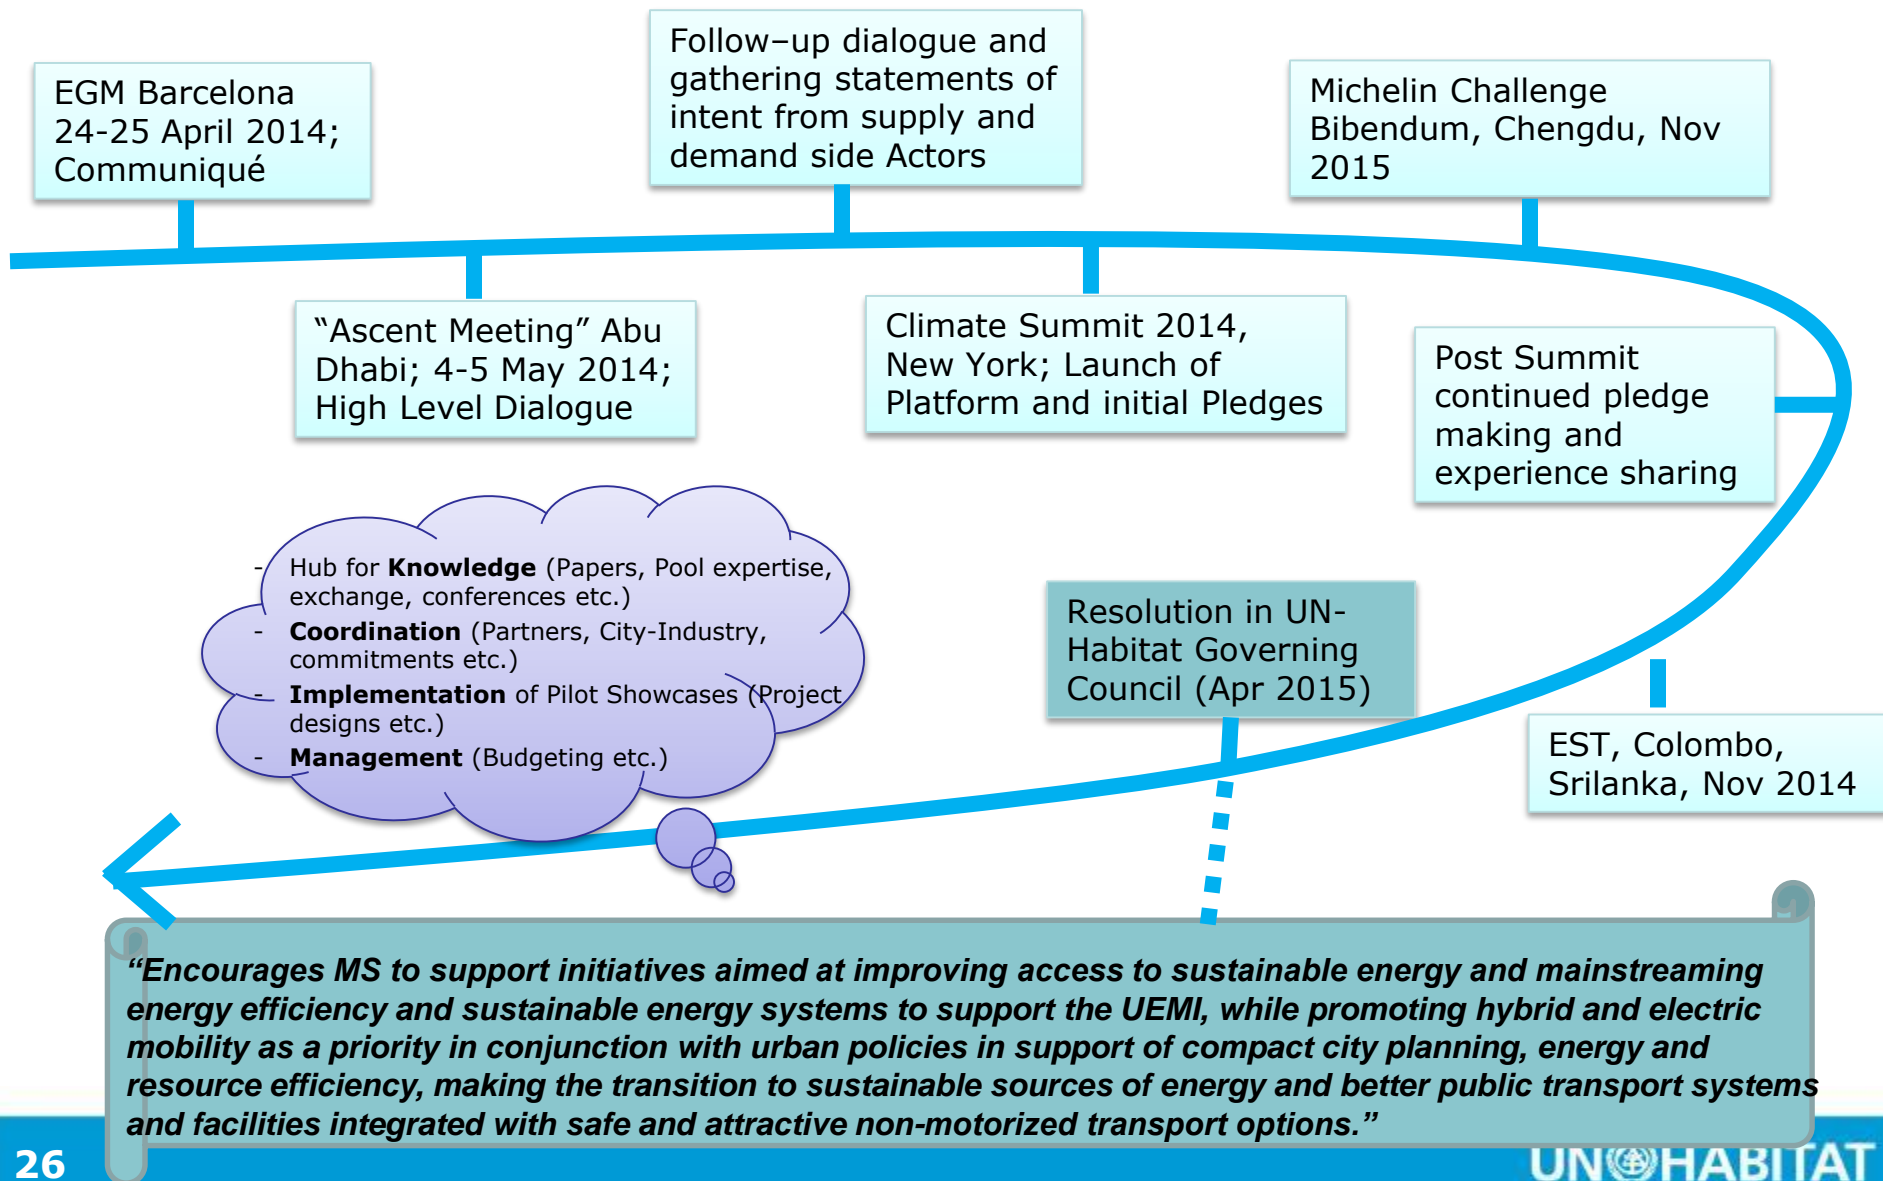 EGM Barcelona
24-25 April 2014;
Communiqué
Follow–up dialogue and
gathering statements of
intent from supply and
demand side Actors
Michelin Challenge
Bibendum, Chengdu, Nov
2015
“Ascent Meeting” Abu
Dhabi; 4-5 May 2014;
High Level Dialogue
Climate Summit 2014,
New York; Launch of
Platform and initial Pledges
Post Summit
continued pledge
making and
experience sharing
- Hub for Knowledge (Papers, Pool expertise,
exchange, conferences etc.)
- Coordination (Partners, City-Industry,
commitments etc.)
- Implementation of Pilot Showcases (Project
designs etc.)
- Management (Budgeting etc.)
Resolution in UN-
Habitat Governing
Council (Apr 2015)
EST, Colombo,
Srilanka, Nov 2014
“Encourages MS to support initiatives aimed at improving access to sustainable energy and mainstreaming
energy efficiency and sustainable energy systems to support the UEMI, while promoting hybrid and electric
mobility as a priority in conjunction with urban policies in support of compact city planning, energy and
resource efficiency, making the transition to sustainable sources of energy and better public transport systems
and facilities integrated with safe and attractive non-motorized transport options.”
26
UN HABITAT